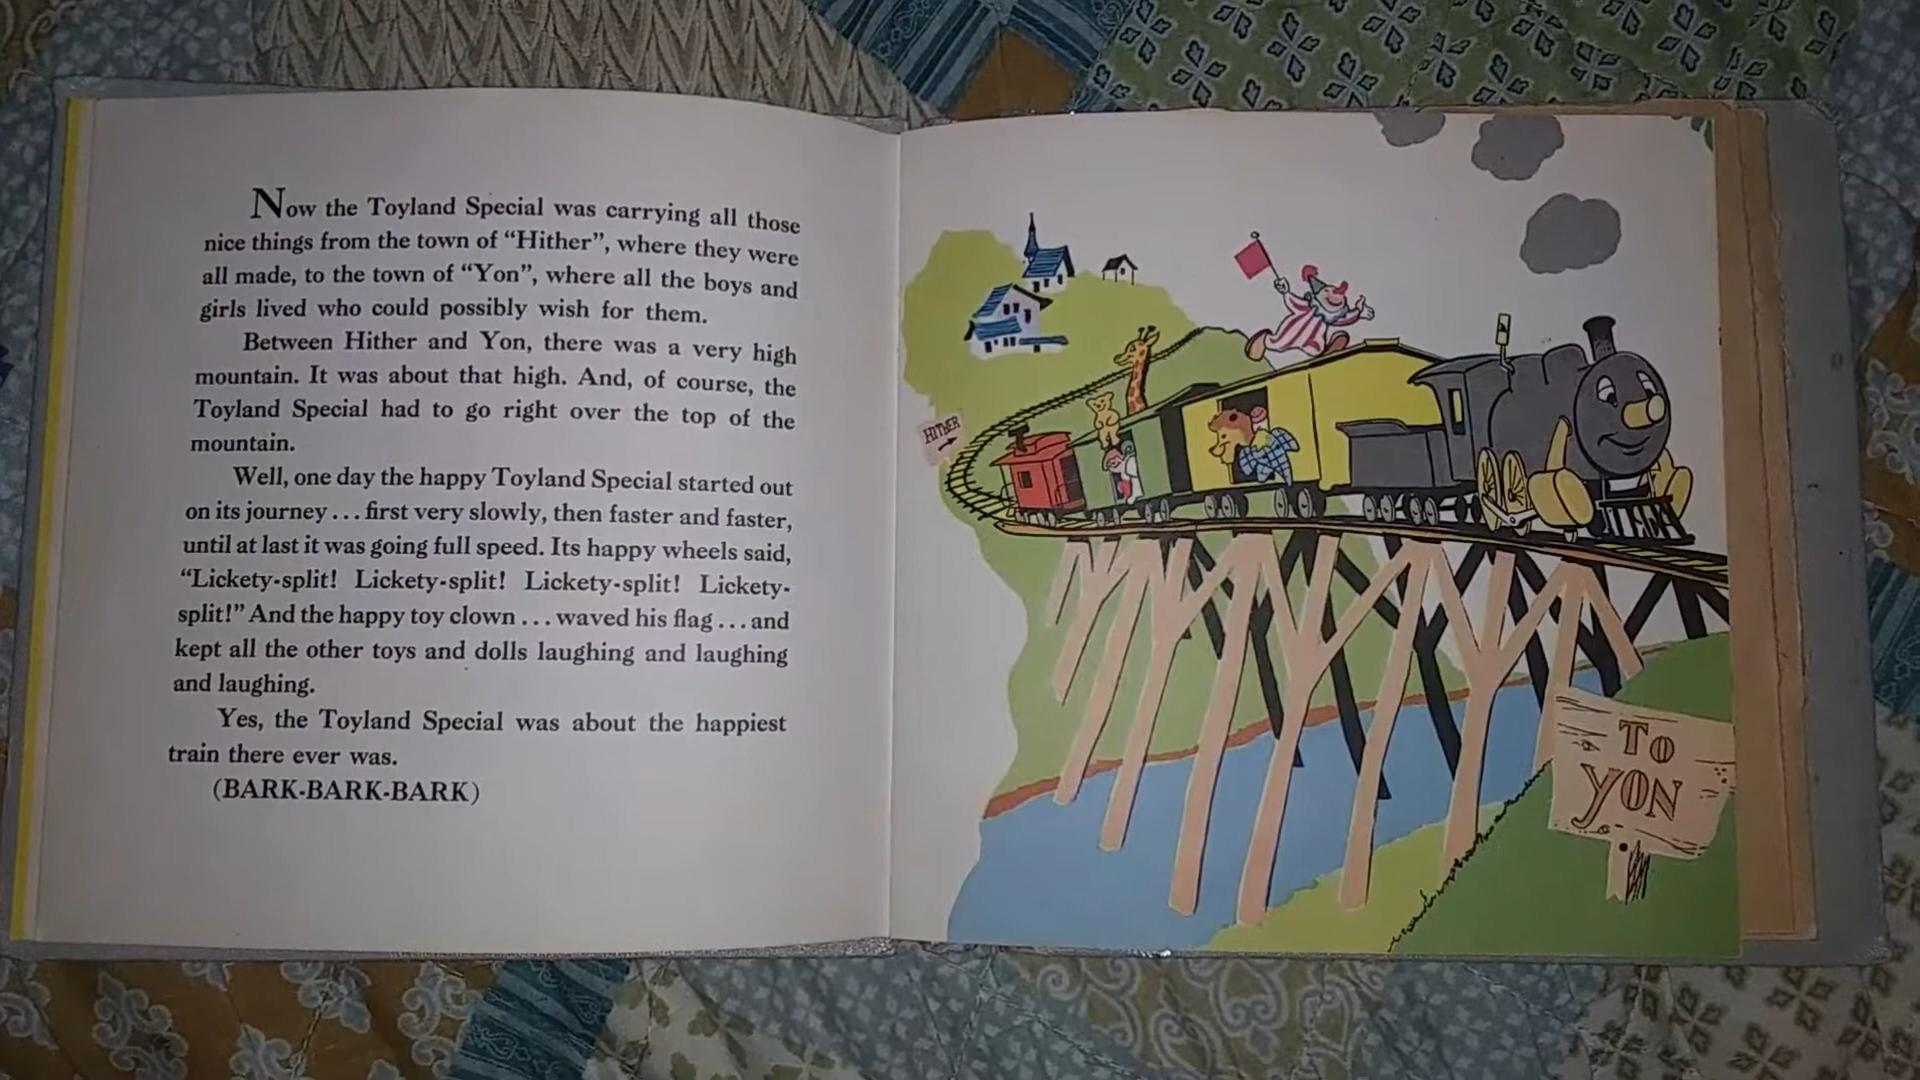 Now the Toyland Special was carrying all those
nice things from the town of “Hither”, where they were
all made, to the town of “Yon”, where all the boys and
girls lived who could possibly wish for them.
Between Hither and Yon, there was a very high
mountain. It was about that high. And, of course, the
Toyland Special had to go right over the top of the
mountain.
Well, one day the happy Toyland Special started out
on its journey . . . first very slowly, then faster and faster,
until at last it was going full speed. Its happy wheels said,
“Lickety-split! Lickety-split! Lickety-split! Lickety-
split!” And the happy toy clown . . . waved his flag . . . and
kept all the other toys and dolls laughing and laughing
and laughing.
Yes, the Toyland Special was about the happiest
train there ever was.
(BARK-BARK-BARK)
HITHER
TO
YON